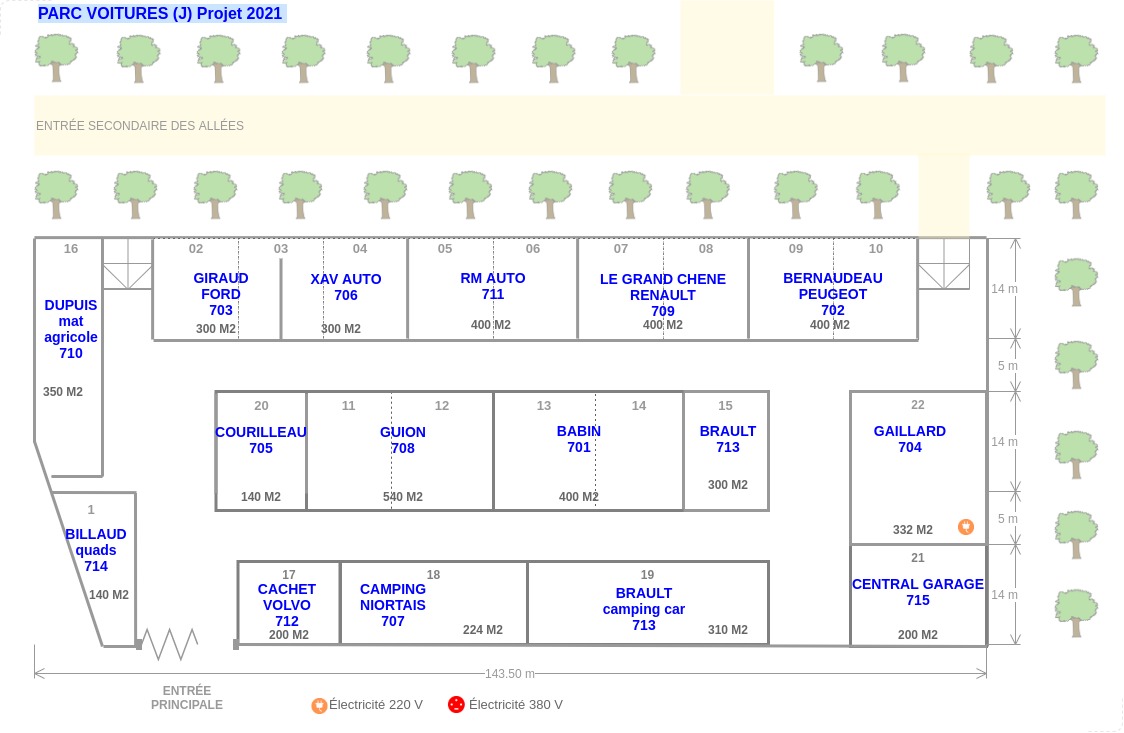 PARC VOITURES (J) Projet 2021
ENTRÉE SECONDAIRE DES ALLÉES
16
02
03
04
05
06
07
08
09
10
DUPUIS
mat
agricole
710
350 M2
GIRAUD
FORD
703
300 M2
XAV AUTO
706
300 M2
RM AUTO
711
400 M2
LE GRAND CHENE
RENAULT
709
400 M2
BERNAUDEAU
PEUGEOT
702
400 M2
14 m
5 m
20
COURILLEAU
705
140 M2
11
12
GUION
708
540 M2
13
14
BABIN
701
400 M2
15
BRAULT
713
300 M2
22
GAILLARD
704
332 M2
14 m
5 m
1
BILLAUD
quads
714
140 M2
17
CACHET
VOLVO
712
200 M2
18
CAMPING
NIORTAIS
707
224 M2
19
BRAULT
camping car
713
310 M2
21
CENTRAL GARAGE
715
200 M2
14 m
143.50 m
ENTRÉE
PRINCIPALE
Électricité 220 V
Électricité 380 V